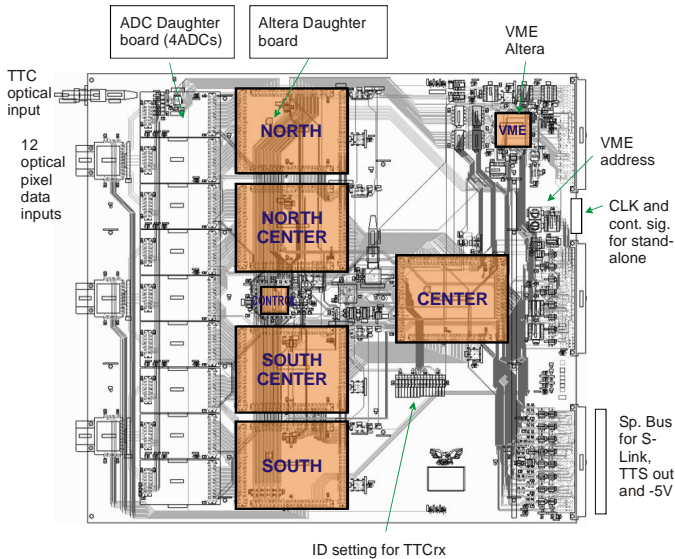 ADC Daughter
board (4ADCs)
Altera Daughter
board
VME
Altera
TTC
optical
input
12
optical
pixel
data
inputs
NORTH
VME
VME
address
NORTH
CENTER
CLK and
cont. sig.
for stand-
alone
CONTROL
CENTER
SOUTH
CENTER
SOUTH
Sp. Bus
for S-
Link,
TTS out
and -5V
ID setting for TTCrx